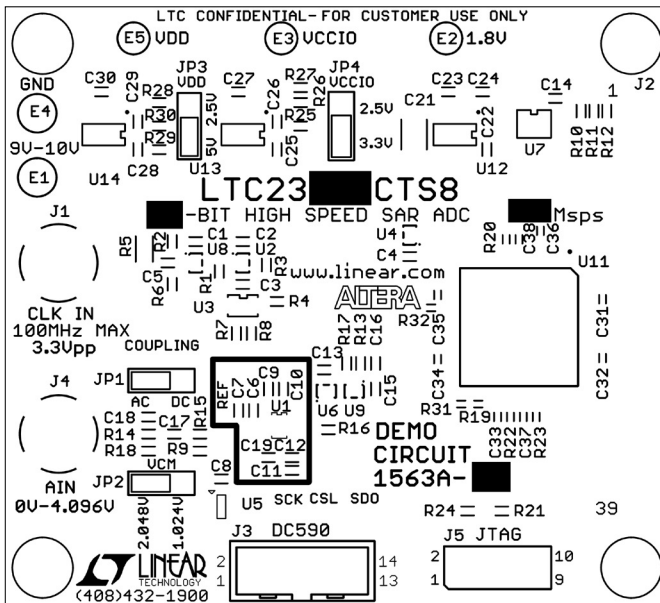 LTC CONFIDENTIAL-FOR CUSTOMER USE ONLY
E5 VDD
E3 VCCIO
E2 1.8V
GND
C30
C29
R28
JP3
VDD
C27
C26
R27
R26
JP4
VCCIO
C23
C24
C14
1
J2
E4
R30
R29
2.5V
5V
R25
C25
2.5V
3.3V
C21
C22
U7
R10
R11
R12
9V-10V
U14
C28
U13
U12
E1
LTC23 CTS8
-BIT HIGH SPEED SAR ADC
Msps
J1
R5
R2
C1
U8
C2
U2
U4
C4
R20
C38
C36
U11
C5
R6
R1
R3
C3
www.linear.com
CLK IN
100MHz MAX
3.3Vpp
U3
R4
ALTERA
R32
C35
C31
R7
R8
R17
R13
C16
COUPLING
C13
C34
C32
J4
JP1
AC DC
REF
C7
C6
C9
C10
U1
U6
U9
C15
R31
R19
C18
R14
R18
C17
R9
R15
R16
C33
R22
C37
R23
C19
C12
C11
DEMO
CIRCUIT
1563A-
AIN
0V-4.096V
VCM
JP2
C8
2.048V
1.024V
U5
SCK CSL SDO
R24
R21
39
J3 DC590
J5 JTAG
2 14
1 13
2 10
1 9
LINEAR
TECHNOLOGY
(408)432-1900